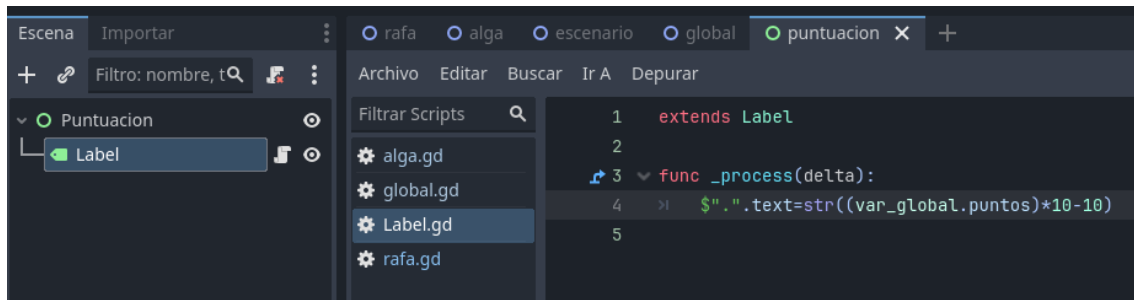 Escena Importar
rafa alga escenario global puntuacion
Filtro: nombre, t
Archivo Editar Buscar Ir A Depurar
Puntuacion
Label
Filtrar Scripts
alga.gd
global.gd
Label.gd
rafa.gd
1 extends Label
2
3 func _process(delta):
4 $".".text=str((var_global.puntos)*10-10)
5